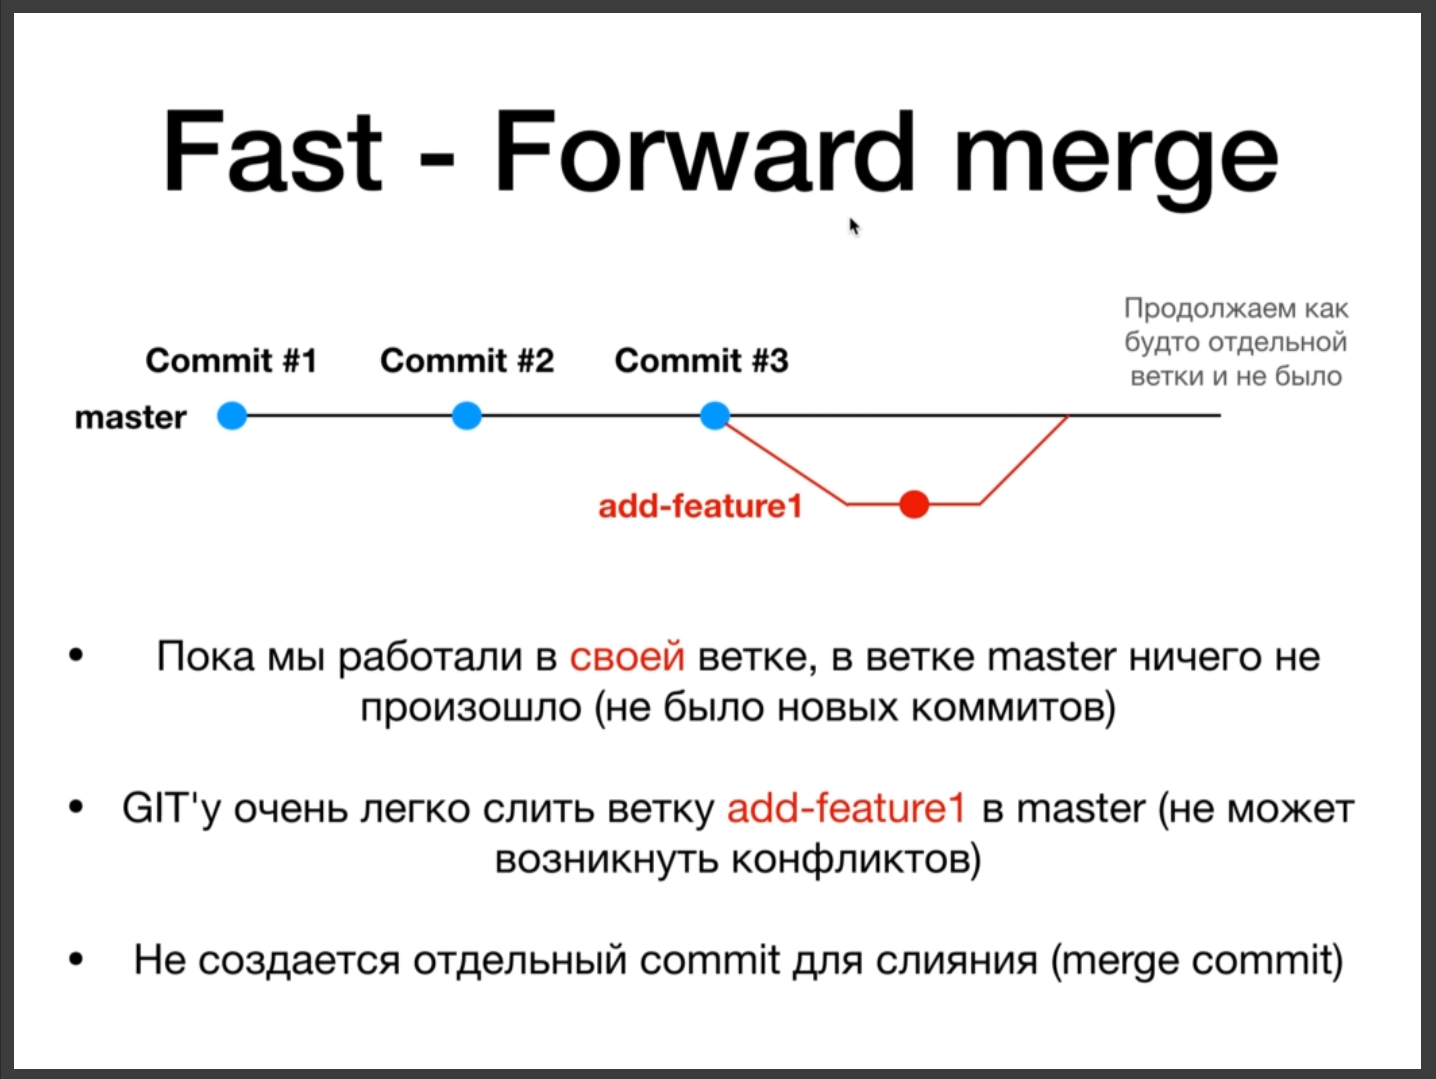 Fast - Forward merge
Продолжаем как
будто отдельной
ветки и не было
Commit #1 Commit #2 Commit #3
master
add-feature1
• Пока мы работали в своей ветке, в ветке master ничего не
произошло (не было новых коммитов)
• GIT'у очень легко слить ветку add-feature1 в master (не может
возникнуть конфликтов)
• Не создается отдельный commit для слияния (merge commit)